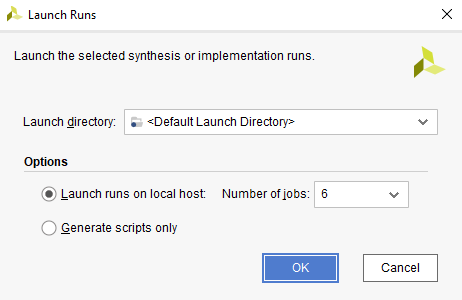 Launch Runs
Launch the selected synthesis or implementation runs.
Launch directory: <Default Launch Directory>
Options
Launch runs on local host: Number of jobs: 6
Generate scripts only
OK Cancel